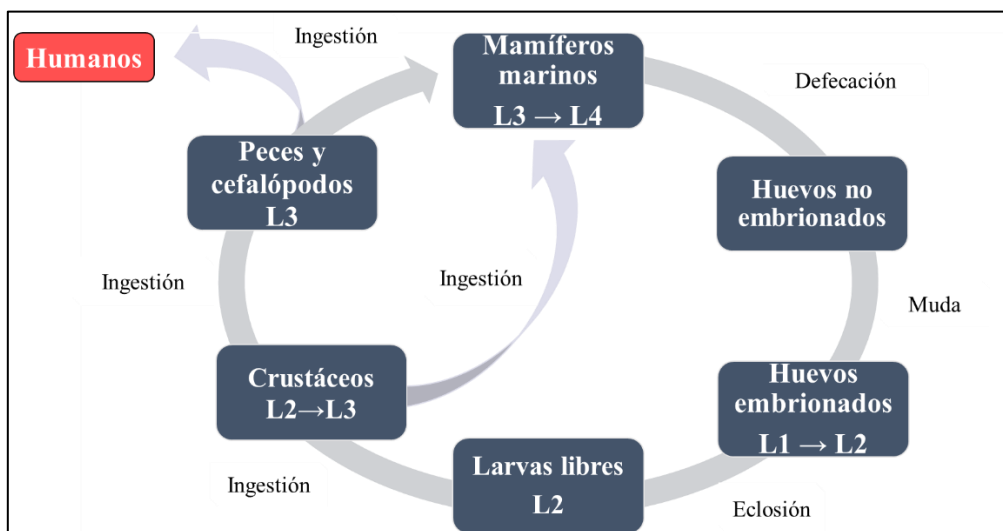 Humanos
Ingestión
Mamíferos
marinos
L3 → L4
Defecación
Peces y
cefalópodos
L3
Huevos no
embrionados
Ingestión
Ingestión
Muda
Crustáceos
L2→L3
Huevos
embrionados
L1 → L2
Larvas libres
L2
Ingestión
Eclosión